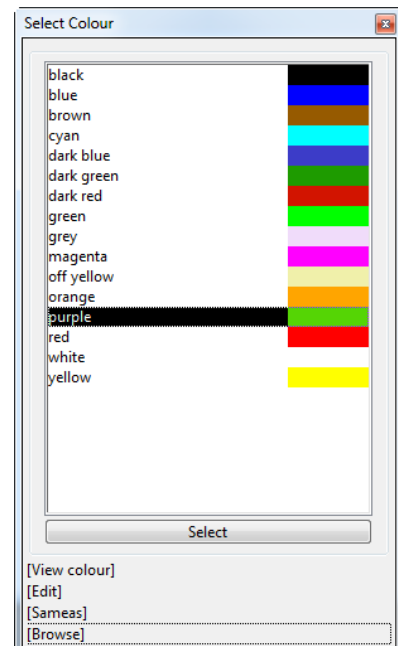 Select Colour
black
blue
brown
cyan
dark blue
dark green
dark red
green
grey
magenta
off yellow
orange
purple
red
white
yellow
Select
[View colour]
[Edit]
[Sameas]
[Browse]